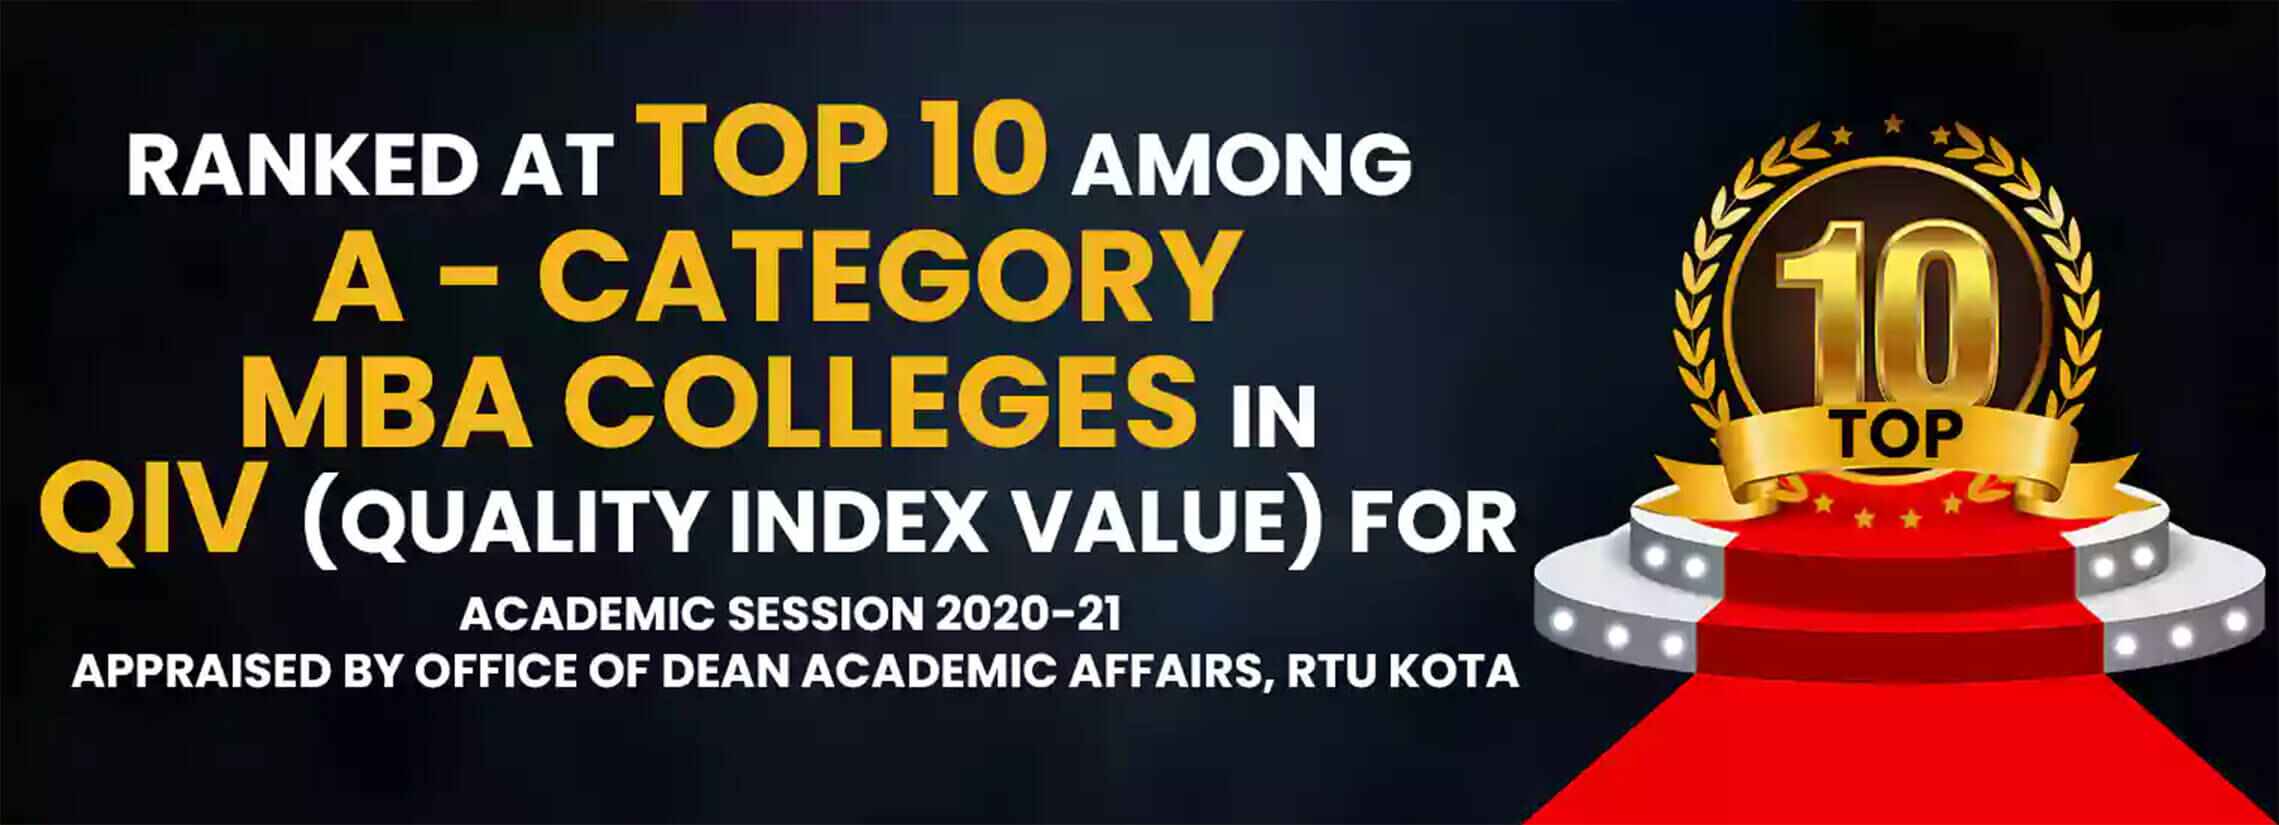 RANKED AT TOP 10 AMONG
A - CATEGORY
MBA COLLEGES IN
QIV (QUALITY INDEX VALUE) FOR
ACADEMIC SESSION 2020-21
APPRAISED BY OFFICE OF DEAN ACADEMIC AFFAIRS, RTU KOTA
10
TOP